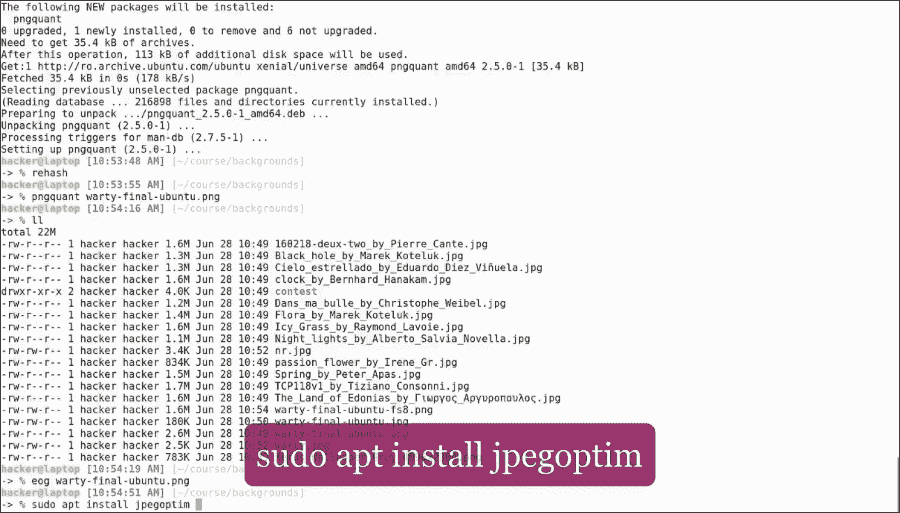 The following NEW packages will be installed:
pngquant
0 upgraded, 1 newly installed, 0 to remove and 6 not upgraded.
Need to get 35.4 kB of archives.
After this operation, 113 kB of additional disk space will be used.
Get:1 http://ro.archive.ubuntu.com/ubuntu xenial/universe amd64 pngquant amd64 2.5.0-1 [35.4 kB]
Fetched 35.4 kB in 0s (178 kB/s)
Selecting previously unselected package pngquant.
(Reading database ... 216898 files and directories currently installed.)
Preparing to unpack .../pngquant_2.5.0-1_amd64.deb ...
Unpacking pngquant (2.5.0-1) ...
Processing triggers for man-db (2.7.5-1) ...
Setting up pngquant (2.5.0-1) ...
hacker@laptop [10:53:48 AM] [~/course/backgrounds]
-> % rehash
hacker@laptop [10:53:55 AM] [~/course/backgrounds]
-> % pngquant warty-final-ubuntu.png
hacker@laptop [10:54:16 AM] [~/course/backgrounds]
-> % ll
total 22M
-rw-r--r-- 1 hacker hacker 1.6M Jun 28 10:49 160218-deux-two_by_Pierre_Cante.jpg
-rw-r--r-- 1 hacker hacker 1.3M Jun 28 10:49 Black_hole_by_Marek_Koteluk.jpg
-rw-r--r-- 1 hacker hacker 1.3M Jun 28 10:49 Cielo_estrellado_by_Eduardo_Diez_Viñuela.jpg
-rw-r--r-- 1 hacker hacker 1.6M Jun 28 10:49 clock_by_Bernhard_Hanakam.jpg
drwxr-xr-x 2 hacker hacker 4.0K Jun 28 10:49 contest
-rw-r--r-- 1 hacker hacker 1.2M Jun 28 10:49 Dans_ma_bulle_by_Christophe_Weibel.jpg
-rw-r--r-- 1 hacker hacker 1.4M Jun 28 10:49 Flora_by_Marek_Koteluk.jpg
-rw-r--r-- 1 hacker hacker 1.6M Jun 28 10:49 Icy_Grass_by_Raymond_Lavoie.jpg
-rw-r--r-- 1 hacker hacker 1.1M Jun 28 10:49 Night_lights_by_Alberto_Salvia_Novella.jpg
-rw-rw-r-- 1 hacker hacker 3.4K Jun 28 10:52 nr.jpg
-rw-r--r-- 1 hacker hacker 834K Jun 28 10:49 passion_flower_by_Irene_Gr.jpg
-rw-r--r-- 1 hacker hacker 1.5M Jun 28 10:49 Spring_by_Peter_Apas.jpg
-rw-r--r-- 1 hacker hacker 1.7M Jun 28 10:49 TCP118v1_by_Tiziano_Consonni.jpg
-rw-r--r-- 1 hacker hacker 1.6M Jun 28 10:49 The_Land_of_Edonias_by_Γιωργος_Αργυροπουλος.jpg
-rw-rw-r-- 1 hacker hacker 1.6M Jun 28 10:54 warty-final-ubuntu-fs8.png
-rw-rw-r-- 1 hacker hacker 180K Jun 28 10:50 warty-final-ubuntu.jpg
-rw-r--r-- 1 hacker hacker 2.6M Jun 28
-rw-rw-r-- 1 hacker hacker 2.5K Jun 28
-rw-r--r-- 1 hacker hacker 783K Jun 28
hacker@laptop [10:54:19 AM] [~/course/backgrounds]
-> % eog warty-final-ubuntu.png
hacker@laptop [10:54:51 AM] [~/course/backgrounds]
-> % sudo apt install jpegoptim
sudo apt install jpegoptim